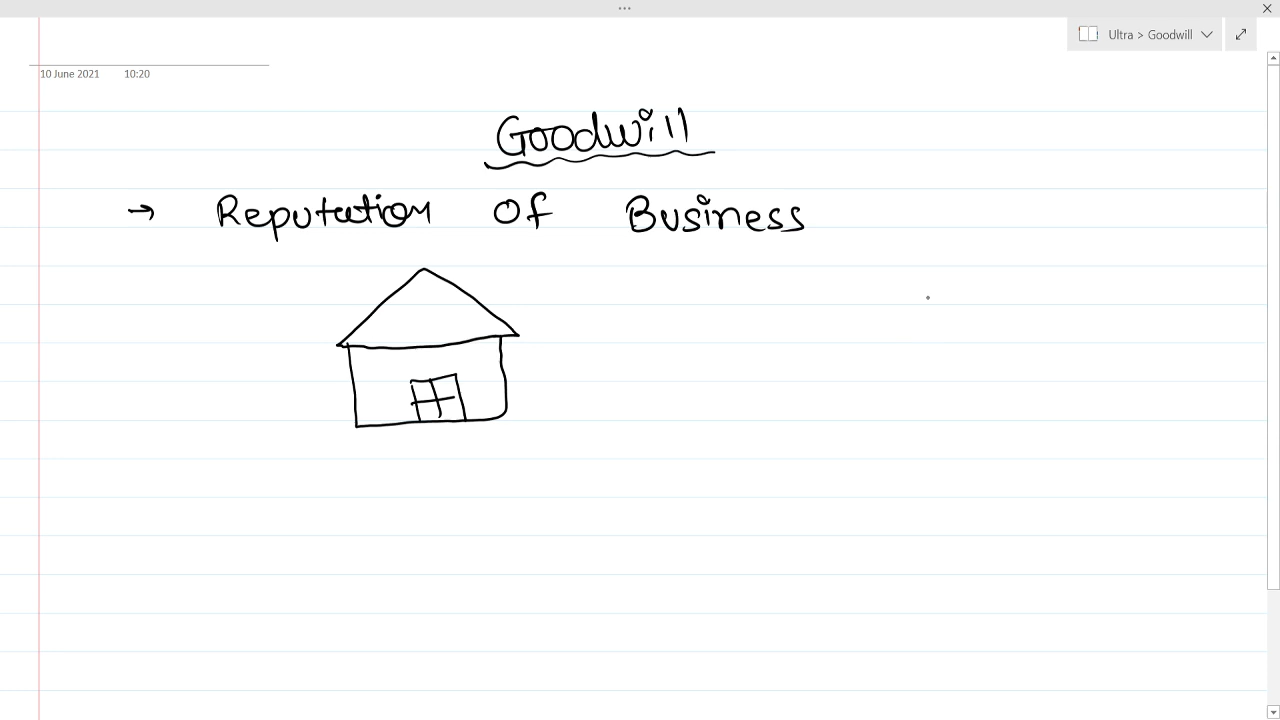 Ultra > Goodwill
10 June 2021 10:20
Goodwill
→ Reputation Of Business